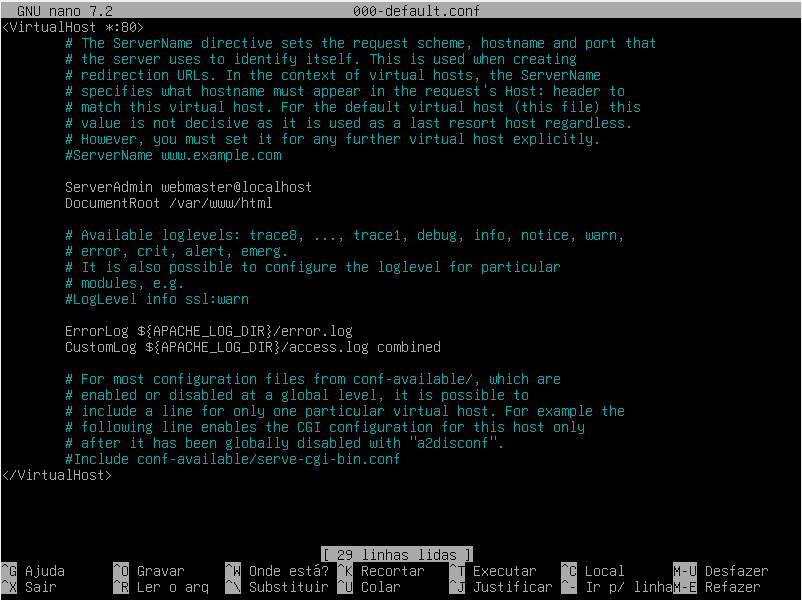 GNU nano 7.2 000-default.conf
<VirtualHost *:80>
# The ServerName directive sets the request scheme, hostname and port that
# the server uses to identify itself. This is used when creating
# redirection URLs. In the context of virtual hosts, the ServerName
# specifies what hostname must appear in the request's Host: header to
# match this virtual host. For the default virtual host (this file) this
# value is not decisive as it is used as a last resort host regardless.
# However, you must set it for any further virtual host explicitly.
#ServerName www.example.com
ServerAdmin webmaster@localhost
DocumentRoot /var/www/html
# Available loglevels: trace8, ..., trace1, debug, info, notice, warn,
# error, crit, alert, emerg.
# It is also possible to configure the loglevel for particular
# modules, e.g.
#LogLevel info ssl:warn
ErrorLog ${APACHE_LOG_DIR}/error.log
CustomLog ${APACHE_LOG_DIR}/access.log combined
# For most configuration files from conf-available/, which are
# enabled or disabled at a global level, it is possible to
# include a line for only one particular virtual host. For example the
# following line enables the CGI configuration for this host only
# after it has been globally disabled with "a2disconf".
#Include conf-available/serve-cgi-bin.conf
</VirtualHost>
[ 29 linhas lidas ]
^G Ajuda ^O Gravar ^W Onde está? ^K Recortar ^T Executar ^C Local M-U Desfazer
^X Sair ^R Ler o arq ^\ Substituir ^U Colar ^J Justificar ^- Ir p/ linha M-E Refazer